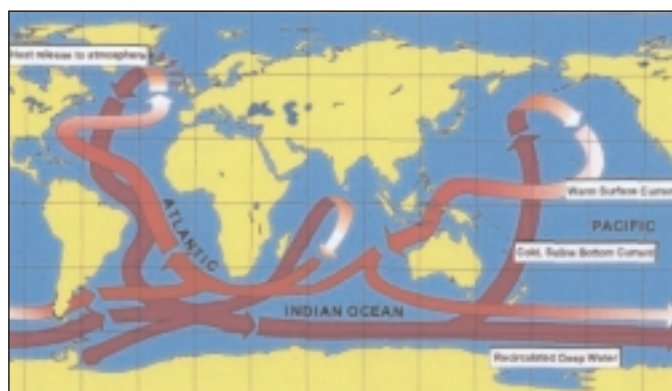 Heat release to atmosphere
Warm Surface Current
PACIFIC
ATLANTIC
Cold, Saline Bottom Current
INDIAN OCEAN
Recirculated Deep Water